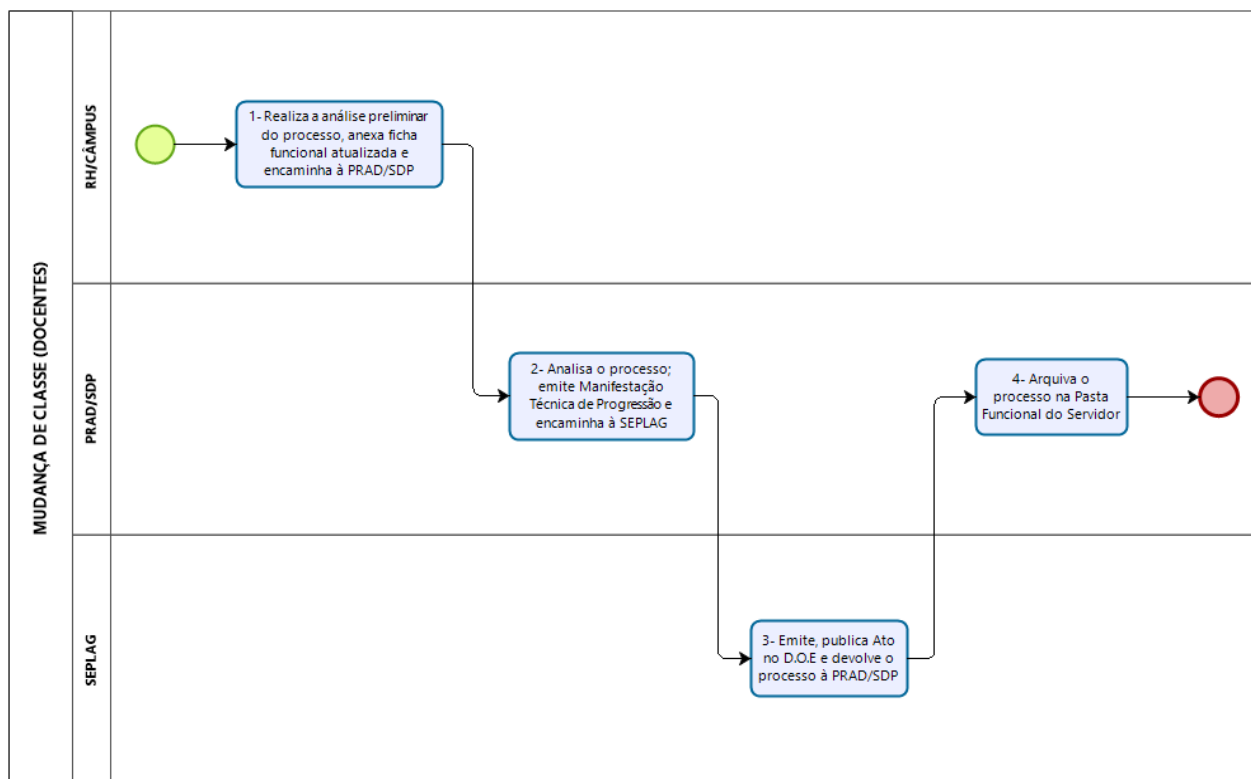 MUDANÇA DE CLASSE (DOCENTES)
RH/CÂMPUS
1- Realiza a análise preliminar
do processo, anexa ficha
funcional atualizada e
encaminha à PRAD/SDP
PRAD/SDP
2- Analisa o processo;
emite Manifestação
Técnica de Progressão e
encaminha à SEPLAG
4- Arquiva o
processo na Pasta
Funcional do Servidor
SEPLAG
3- Emite, publica Ato
no D.O.E e devolve o
processo à PRAD/SDP